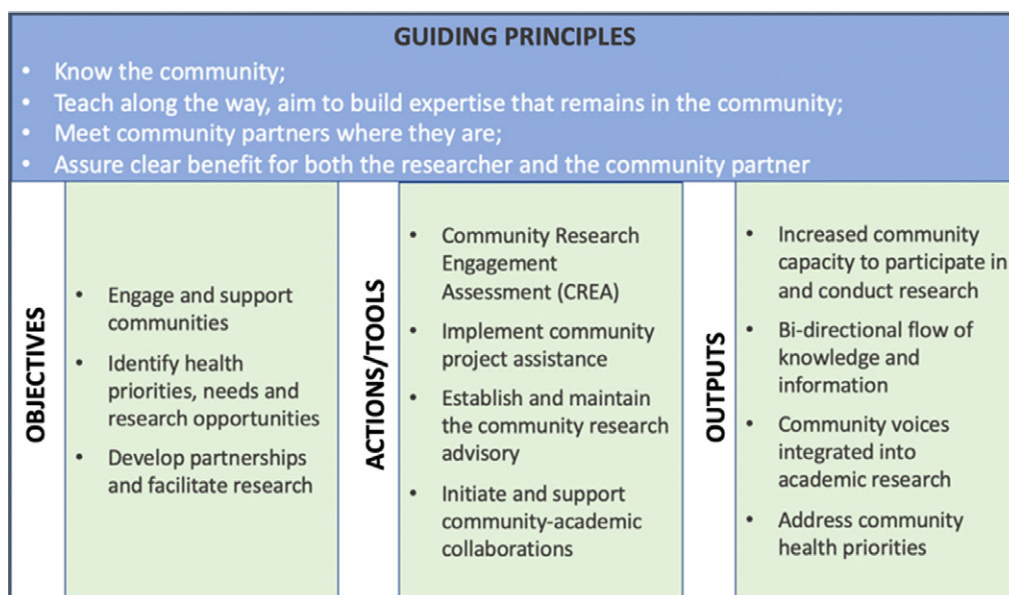 GUIDING PRINCIPLES
• Know the community;
• Teach along the way, aim to build expertise that remains in the community;
• Meet community partners where they are;
• Assure clear benefit for both the researcher and the community partner
OBJECTIVES
• Engage and support
communities
• Identify health
priorities, needs and
research opportunities
• Develop partnerships
and facilitate research
ACTIONS/TOOLS
• Community Research
Engagement
Assessment (CREA)
• Implement community
project assistance
• Establish and maintain
the community research
advisory
• Initiate and support
community-academic
collaborations
OUTPUTS
• Increased community
capacity to participate in
and conduct research
• Bi-directional flow of
knowledge and
information
• Community voices
integrated into
academic research
• Address community
health priorities